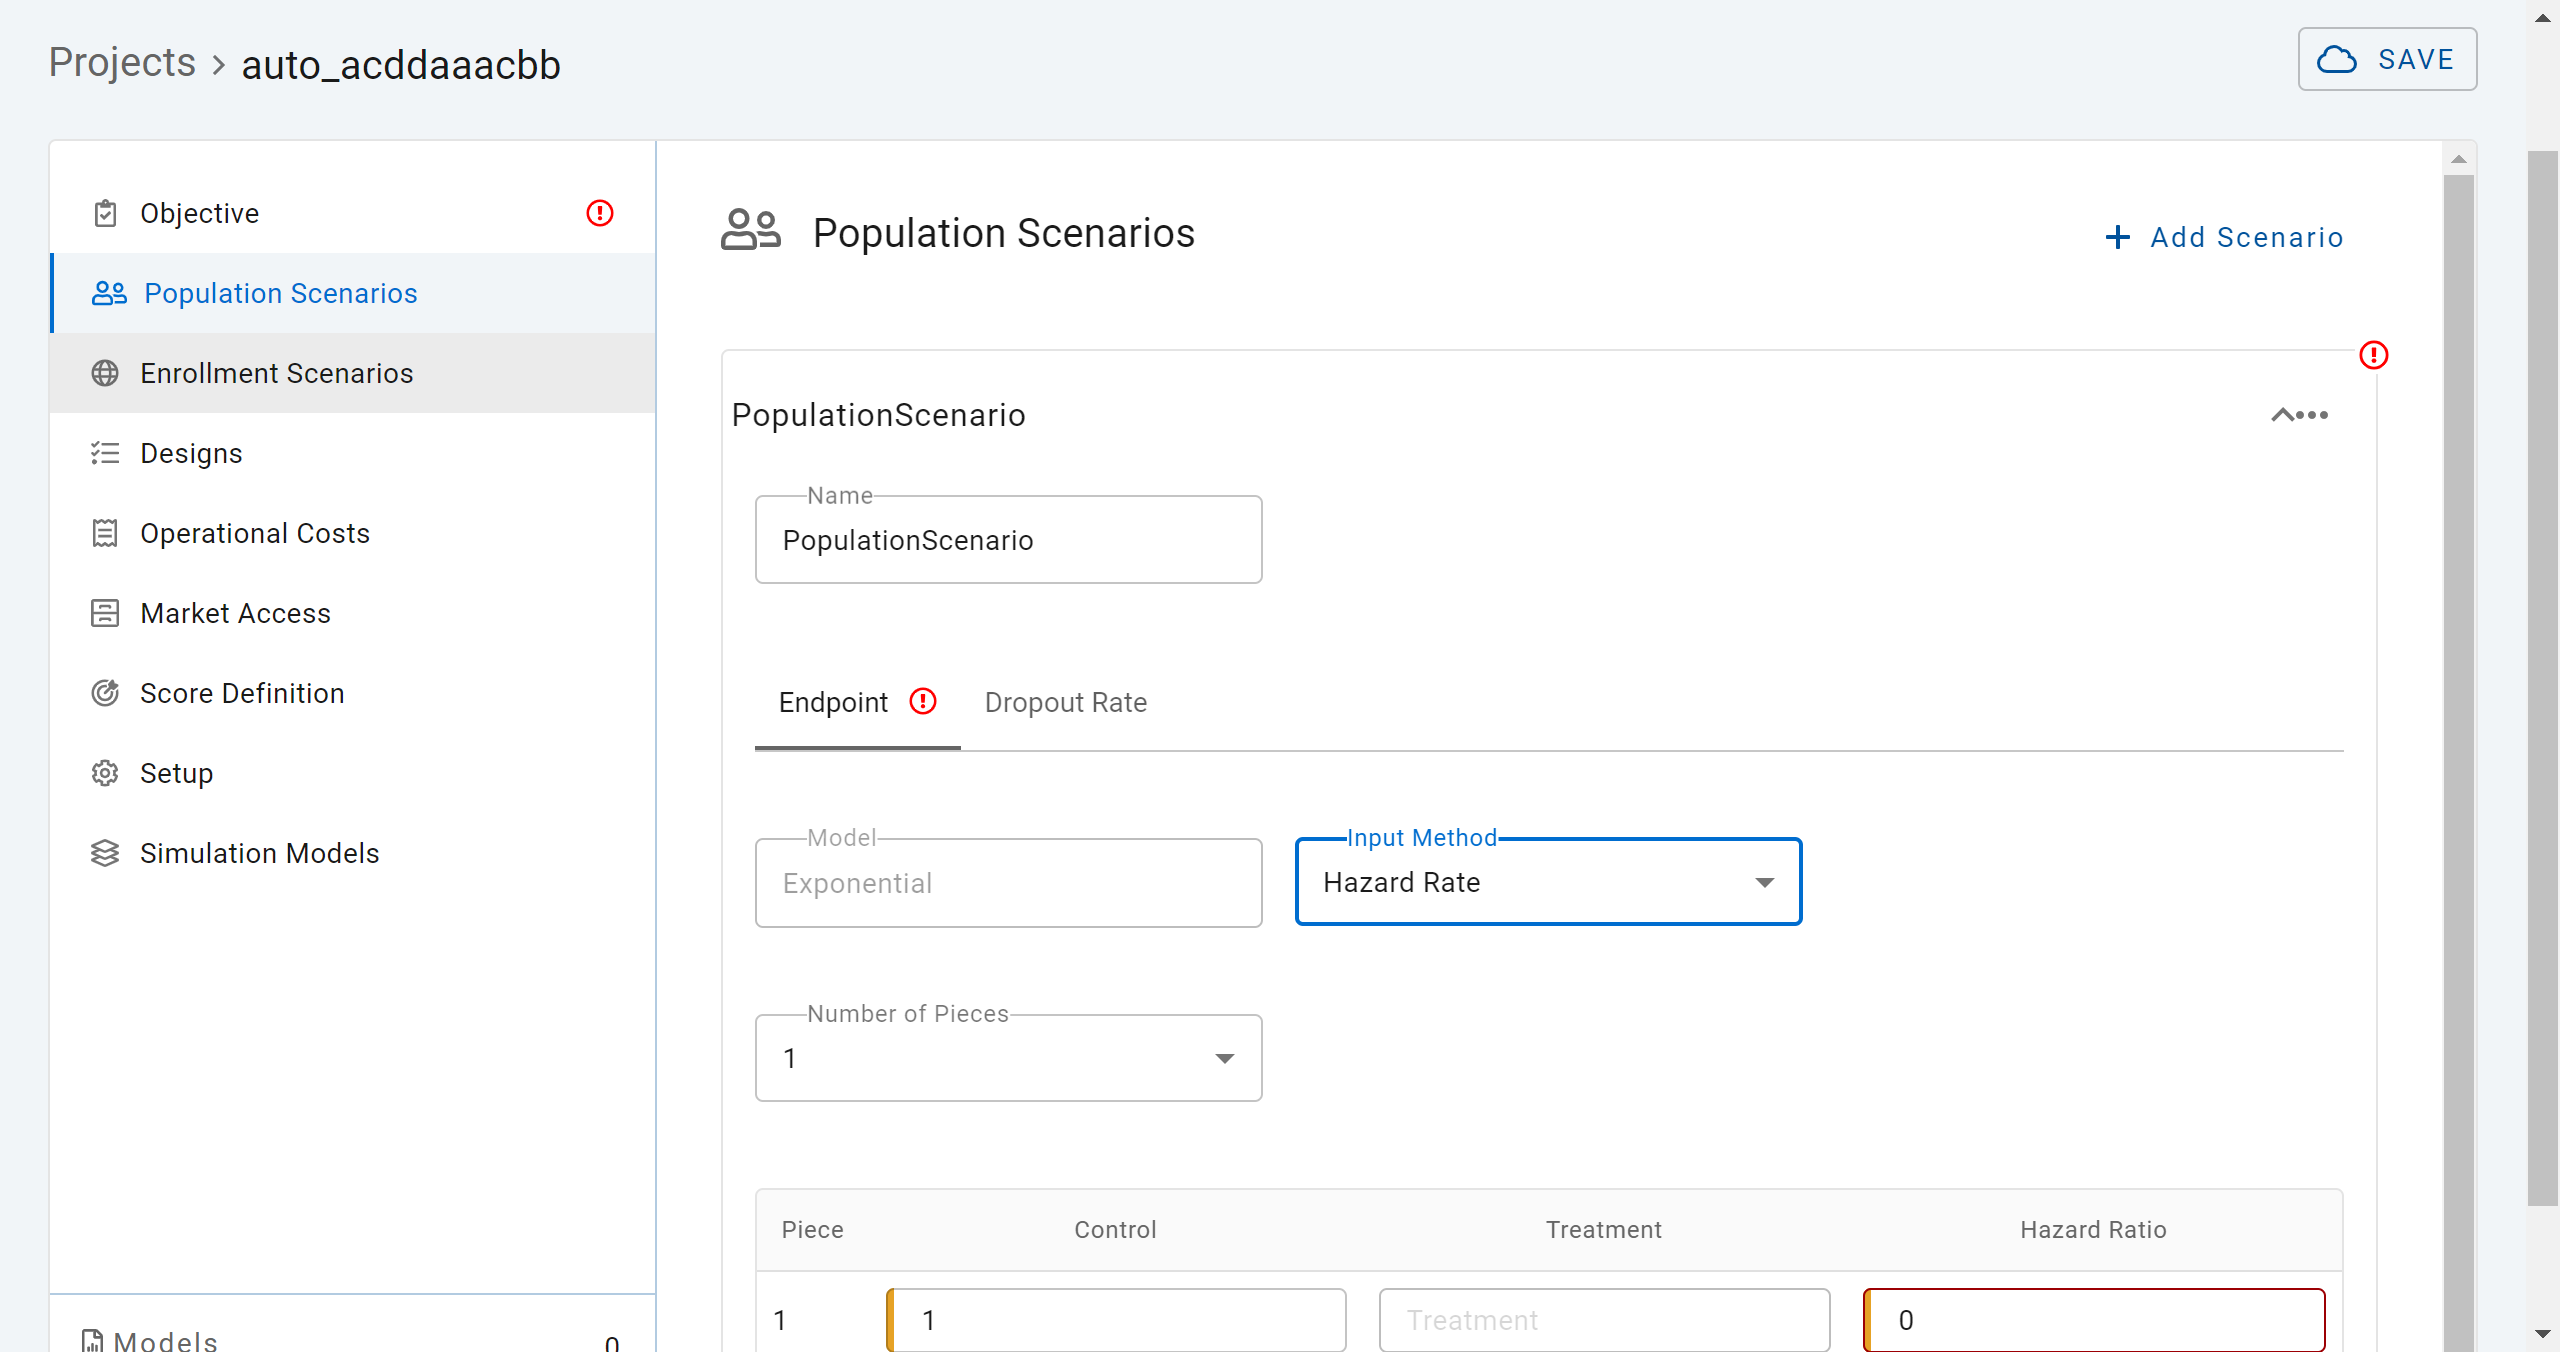 Projects > auto_acddaaacbb
SAVE
Objective
Population Scenarios
Enrollment Scenarios
Designs
Operational Costs
Market Access
Score Definition
Setup
Simulation Models
Models 0
Population Scenarios
+ Add Scenario
PopulationScenario
Name
PopulationScenario
Endpoint Dropout Rate
Model Input Method
Exponential Hazard Rate
Number of Pieces
1
Piece Control Treatment Hazard Ratio
1 1 Treatment 0